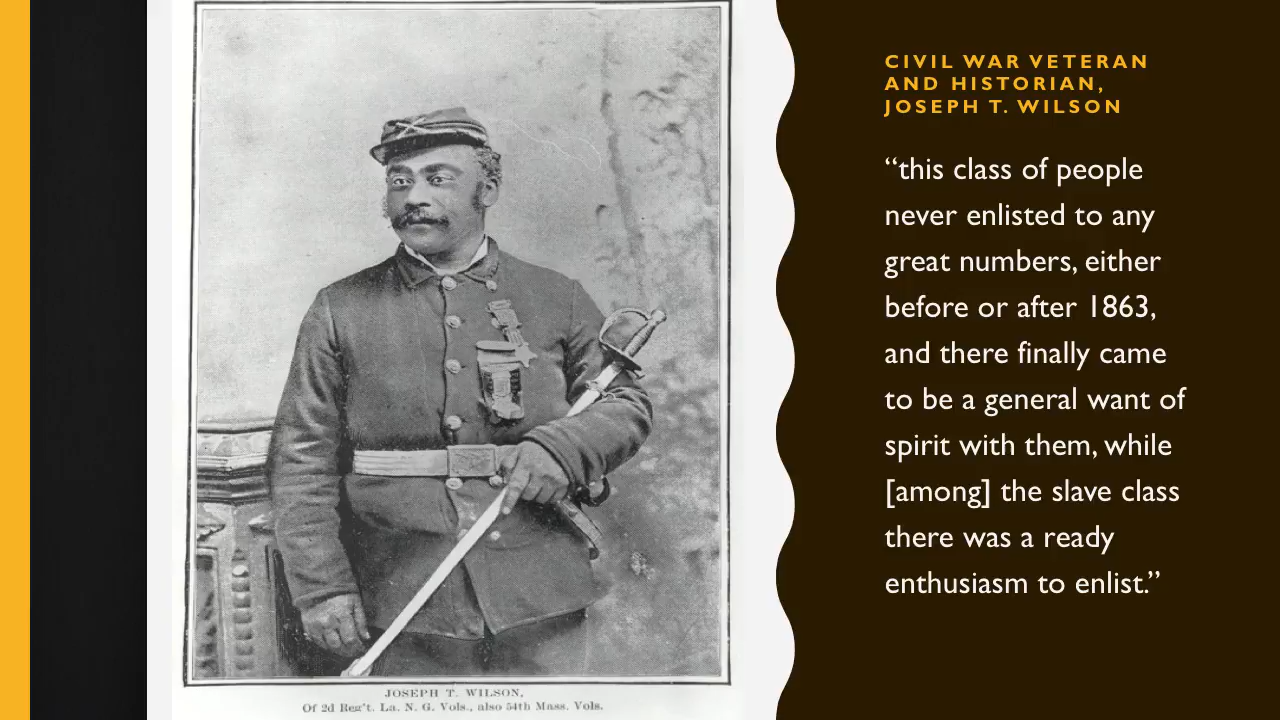 CIVIL WAR VETERAN
AND HISTORIAN,
JOSEPH T. WILSON
“this class of people
never enlisted to any
great numbers, either
before or after 1863,
and there finally came
to be a general want of
spirit with them, while
[among] the slave class
there was a ready
enthusiasm to enlist.”
JOSEPH T. WILSON,
Of 2d Reg't. La. N. G. Vols., also 54th Mass. Vols.